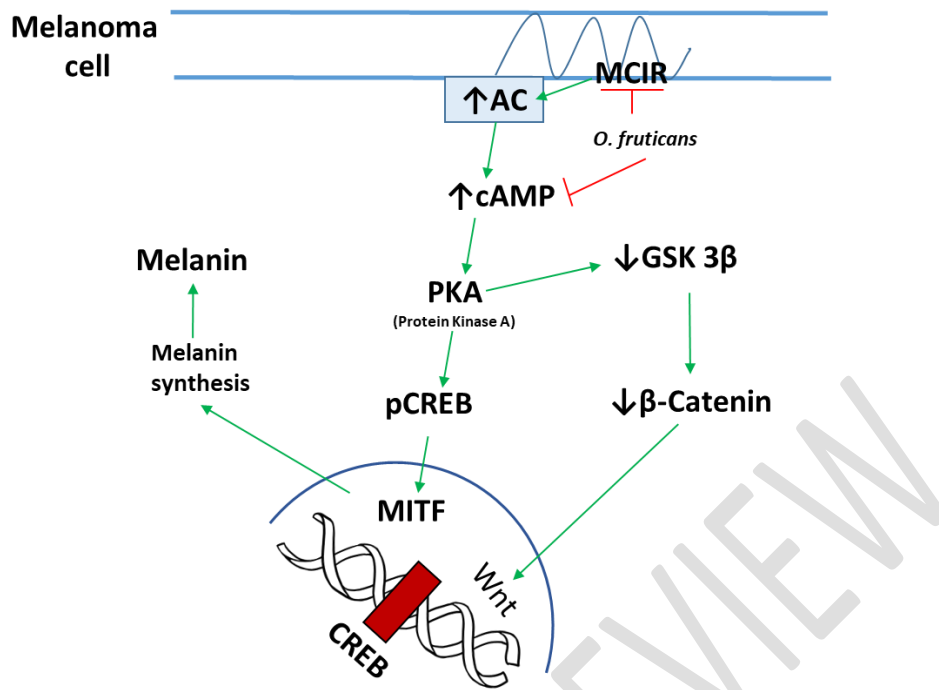 Melanoma
cell
MCIR
↑AC
O. fruticans
↑cAMP
Melanin
↓GSK 3β
PKA
(Protein Kinase A)
Melanin
synthesis
pCREB
↓β-Catenin
MITF
Wnt
CREB
EVIEW